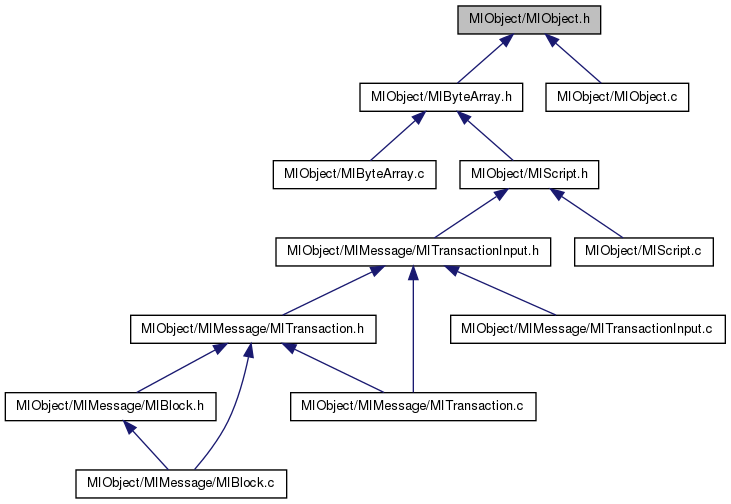 MIObject/MIObject.h
MIObject/MIByteArray.h
MIObject/MIObject.c
MIObject/MIByteArray.c
MIObject/MIScript.h
MIObject/MIMessage/MITransactionInput.h
MIObject/MIScript.c
MIObject/MIMessage/MITransaction.h
MIObject/MIMessage/MITransactionInput.c
MIObject/MIMessage/MIBlock.h
MIObject/MIMessage/MITransaction.c
MIObject/MIMessage/MIBlock.c